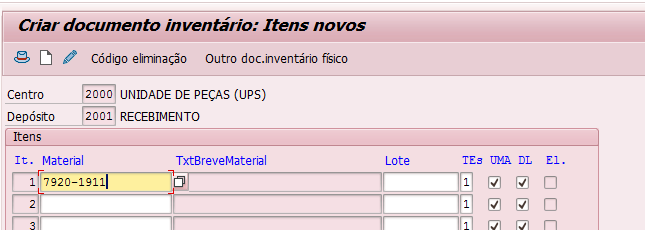 Criar documento inventário: Itens novos
Código eliminação Outro doc.inventário físico
Centro 2000 UNIDADE DE PEÇAS (UPS)
Depósito 2001 RECEBIMENTO
Itens
It. Material TxtBreveMaterial Lote TEs UMA DL El.
1 7920-1911 1
2 1
3 1